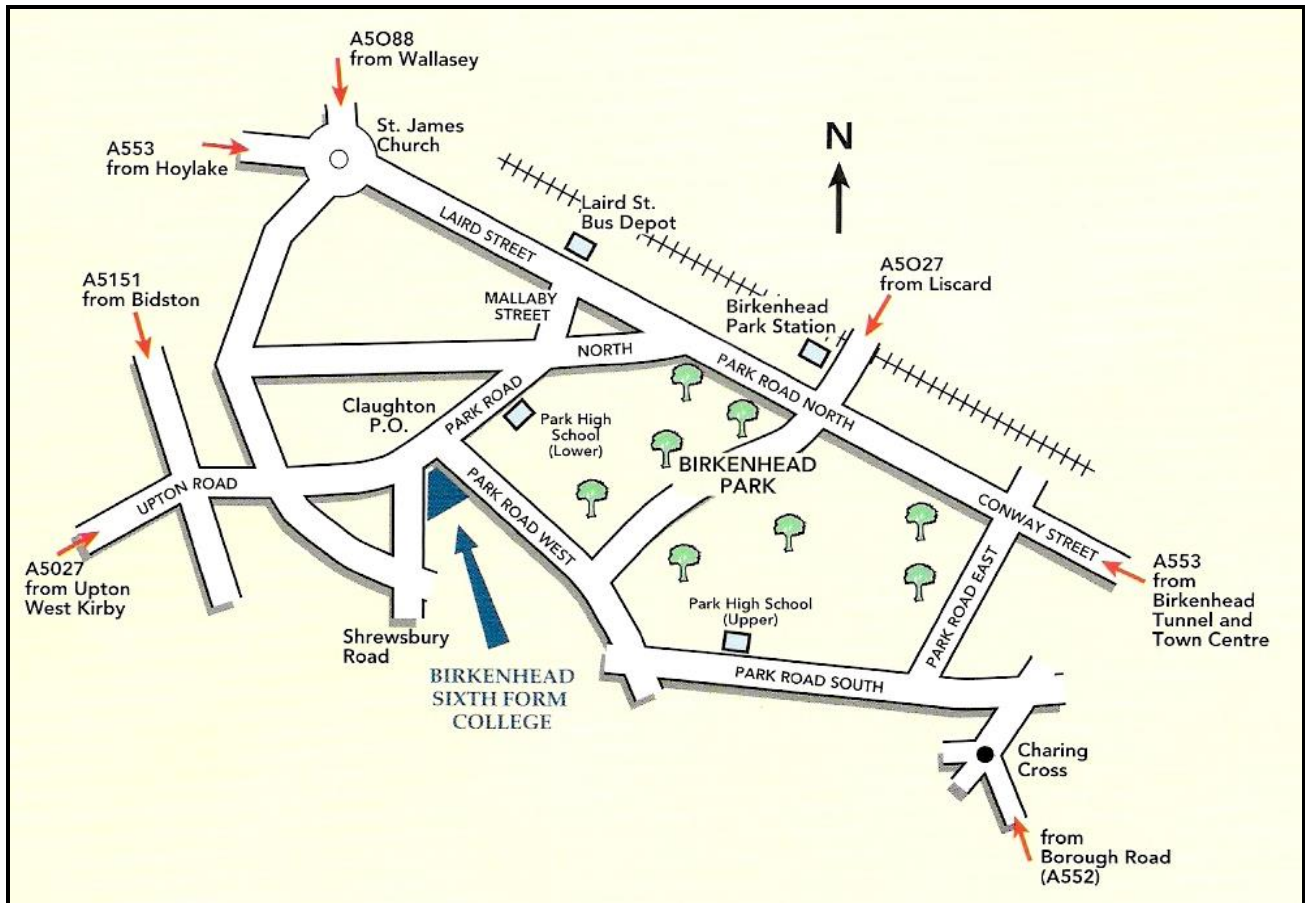 A5O88
from Wallasey
St. James
Church
A553
from Hoylake
N
LAIRD STREET
Laird St.
Bus Depot
A5151
from Bidston
MALLABY
STREET
A5O27
from Liscard
Birkenhead
Park Station
NORTH
PARK ROAD NORTH
PARK ROAD
Claughton
P.O.
Park High
School
(Lower)
BIRKENHEAD
PARK
UPTON ROAD
PARK ROAD WEST
CONWAY STREET
A5027
from Upton
West Kirby
A553
from
Birkenhead
Tunnel and
Town Centre
PARK ROAD EAST
Park High School
(Upper)
Shrewsbury
Road
BIRKENHEAD
SIXTH FORM
COLLEGE
PARK ROAD SOUTH
Charing
Cross
from
Borough Road
(A552)